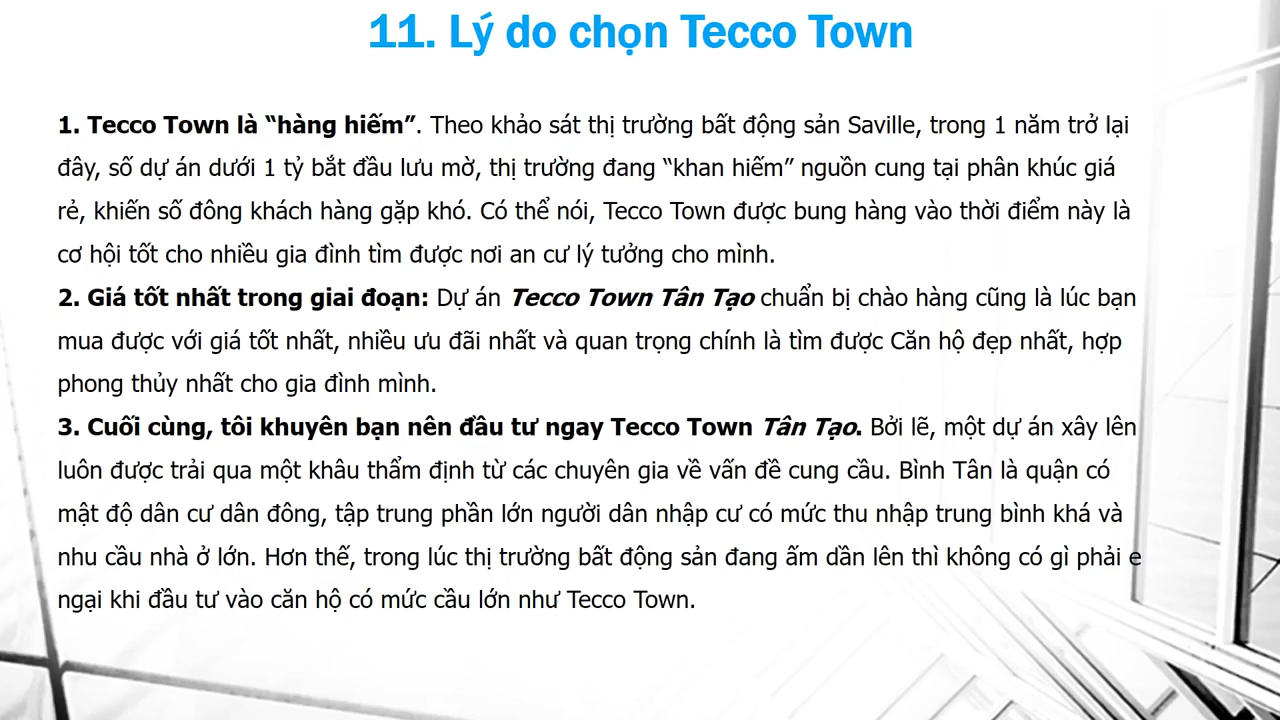 11. Lý do chọn Tecco Town
1. Tecco Town là “hàng hiếm”. Theo khảo sát thị trường bất động sản Saville, trong 1 năm trở lại
đây, số dự án dưới 1 tỷ bắt đầu lưu mờ, thị trường đang “khan hiếm” nguồn cung tại phân khúc giá
rẻ, khiến số đông khách hàng gặp khó. Có thể nói, Tecco Town được bung hàng vào thời điểm này là
cơ hội tốt cho nhiều gia đình tìm được nơi an cư lý tưởng cho mình.
2. Giá tốt nhất trong giai đoạn: Dự án Tecco Town Tân Tạo chuẩn bị chào hàng cũng là lúc bạn
mua được với giá tốt nhất, nhiều ưu đãi nhất và quan trọng chính là tìm được Căn hộ đẹp nhất, hợp
phong thủy nhất cho gia đình mình.
3. Cuối cùng, tôi khuyên bạn nên đầu tư ngay Tecco Town Tân Tạo. Bởi lẽ, một dự án xây lên
luôn được trải qua một khâu thẩm định từ các chuyên gia về vấn đề cung cầu. Bình Tân là quận có
mật độ dân cư dân đông, tập trung phần lớn người dân nhập cư có mức thu nhập trung bình khá và
nhu cầu nhà ở lớn. Hơn thế, trong lúc thị trường bất động sản đang ấm dần lên thì không có gì phải e
ngại khi đầu tư vào căn hộ có mức cầu lớn như Tecco Town.